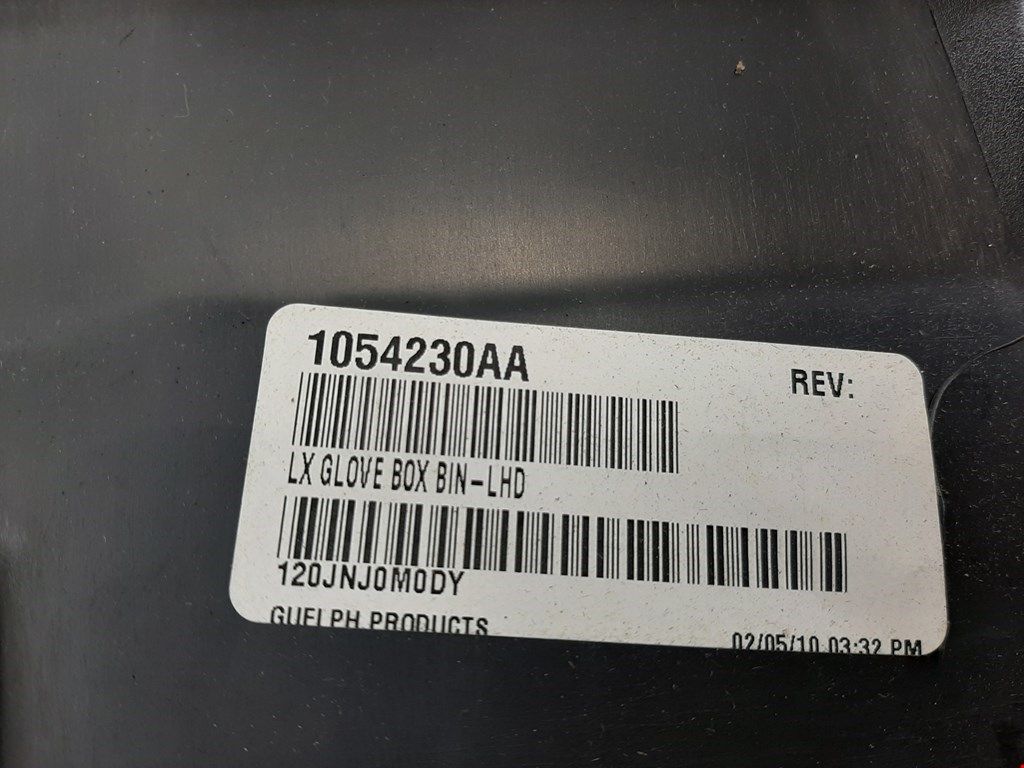 1054230AA
REV:
LX GLOVE BOX BIN-LHD
120JNJ0M0DY
GUELPH PRODUCTS
02/05/10 03:32 PM